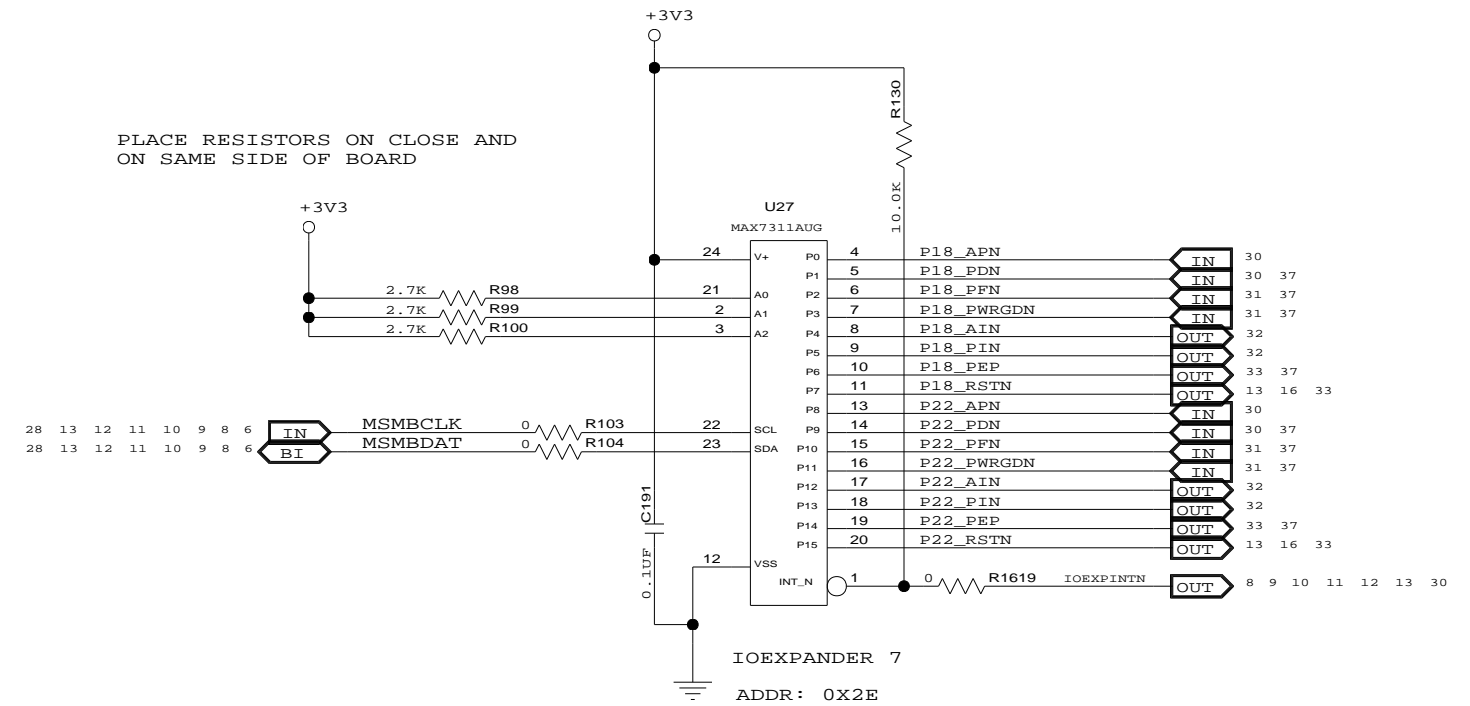 +3V3
R130
10.0K
PLACE RESISTORS ON CLOSE AND
ON SAME SIDE OF BOARD
+3V3
U27
MAX7311AUG
24 V+ P0 4 P18_APN IN 30
P1 5 P18_PDN IN 30 37
2.7K R98 21 A0 P2 6 P18_PFN IN 31 37
2.7K R99 2 A1 P3 7 P18_PWRGDN IN 31 37
2.7K R100 3 A2 P4 8 P18_AIN OUT 32
P5 9 P18_PIN OUT 32
P6 10 P18_PEP OUT 33 37
P7 11 P18_RSTN OUT 13 16 33
P8 13 P22_APN IN 30
28 13 12 11 10 9 8 6 IN MSMBCLK 0 R103 22 SCL P9 14 P22_PDN IN 30 37
28 13 12 11 10 9 8 6 BI MSMBDAT 0 R104 23 SDA P10 15 P22_PFN IN 31 37
P11 16 P22_PWRGDN IN 31 37
P12 17 P22_AIN OUT 32
P13 18 P22_PIN OUT 32
P14 19 P22_PEP OUT 33 37
P15 20 P22_RSTN OUT 13 16 33
C191
0.1UF
12 VSS
INT_N 1 0 R1619 IOEXPINTN OUT 8 9 10 11 12 13 30
IOEXPANDER 7
ADDR: 0X2E